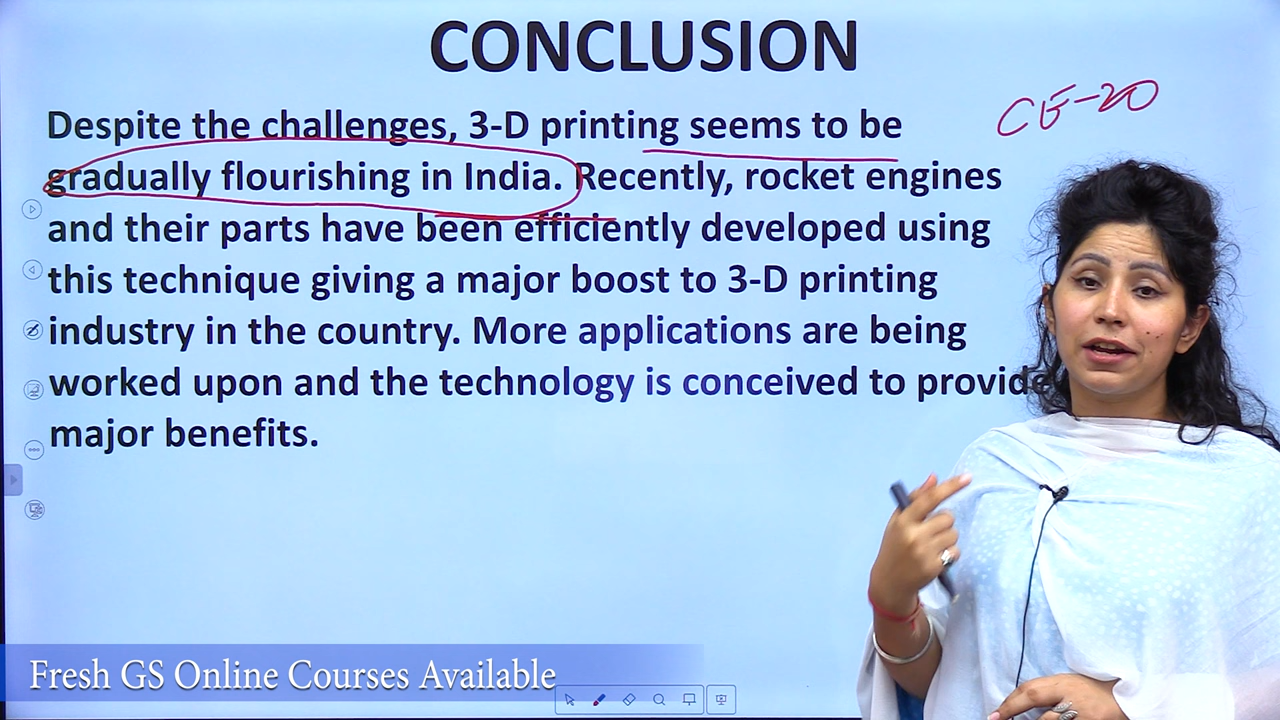 CONCLUSION
CE-20
Despite the challenges, 3-D printing seems to be
gradually flourishing in India. Recently, rocket engines
and their parts have been efficiently developed using
this technique giving a major boost to 3-D printing
industry in the country. More applications are being
worked upon and the technology is conceived to provide
major benefits.
Fresh GS Online Courses Available